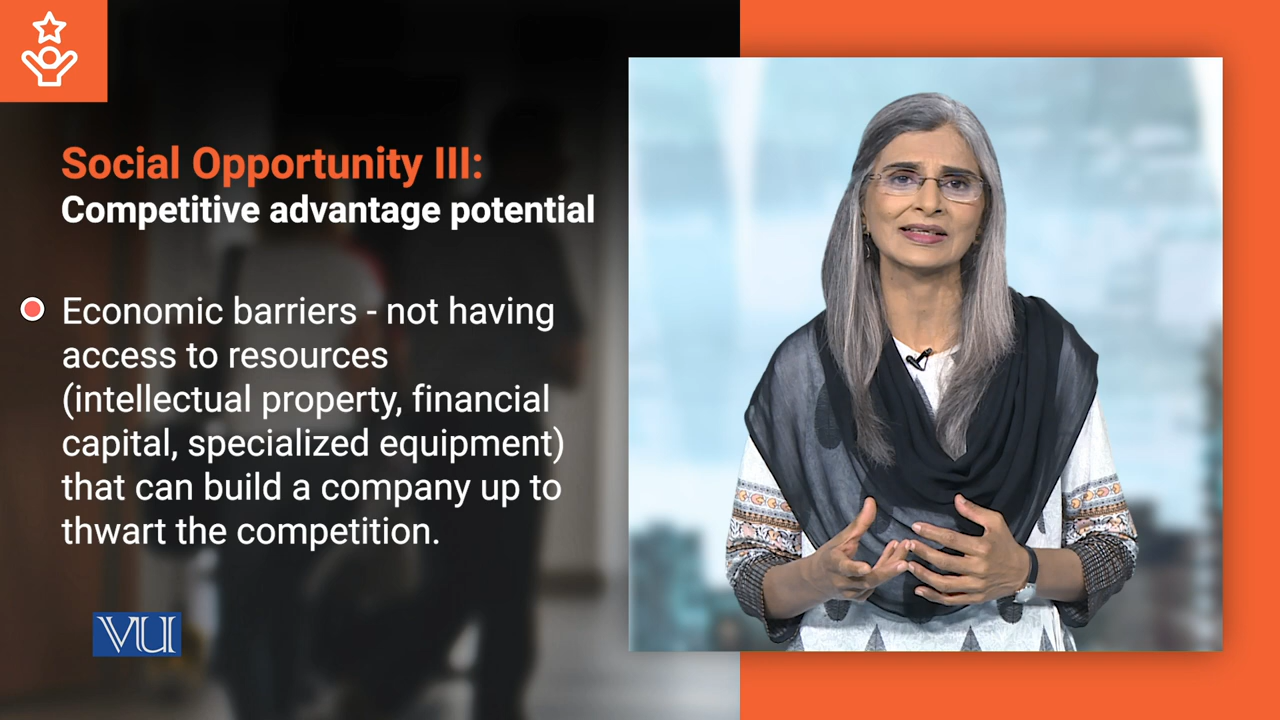 Social Opportunity III:
Competitive advantage potential
Economic barriers - not having
access to resources
(intellectual property, financial
capital, specialized equipment)
that can build a company up to
thwart the competition.
VU